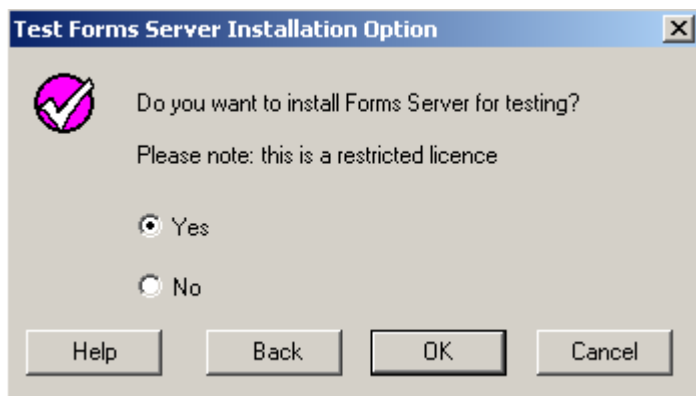 Test Forms Server Installation Option
Do you want to install Forms Server for testing?
Please note: this is a restricted licence
Yes
No
Help Back OK Cancel